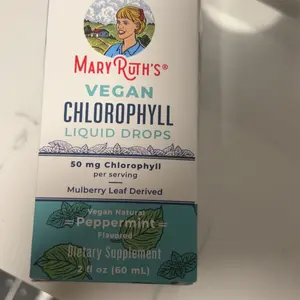 MARY RUTH'S®
VEGAN
CHLOROPHYLL
LIQUID DROPS
50 mg Chlorophyll
per serving
Mulberry Leaf Derived
Vegan Natural
Peppermint
Flavored
Dietary Supplement
2 fl oz (60 mL)